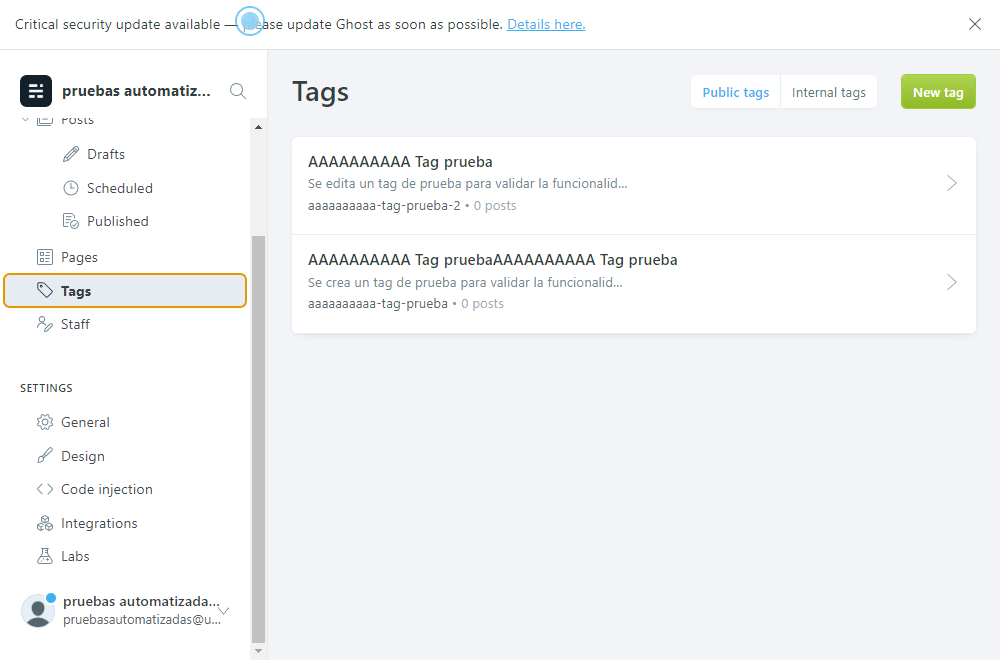 Critical security update available — please update Ghost as soon as possible. Details here.
pruebas automatiz...
Posts
Drafts
Scheduled
Published
Pages
Tags
Staff
SETTINGS
General
Design
Code injection
Integrations
Labs
pruebas automatizada...
pruebasautomatizadas@u...
Tags
Public tags
Internal tags
New tag
AAAAAAAAAA Tag prueba
Se edita un tag de prueba para validar la funcionalid...
aaaaaaaaaa-tag-prueba-2 • 0 posts
AAAAAAAAAA Tag pruebaAAAAAAAAAA Tag prueba
Se crea un tag de prueba para validar la funcionalid...
aaaaaaaaaa-tag-prueba • 0 posts